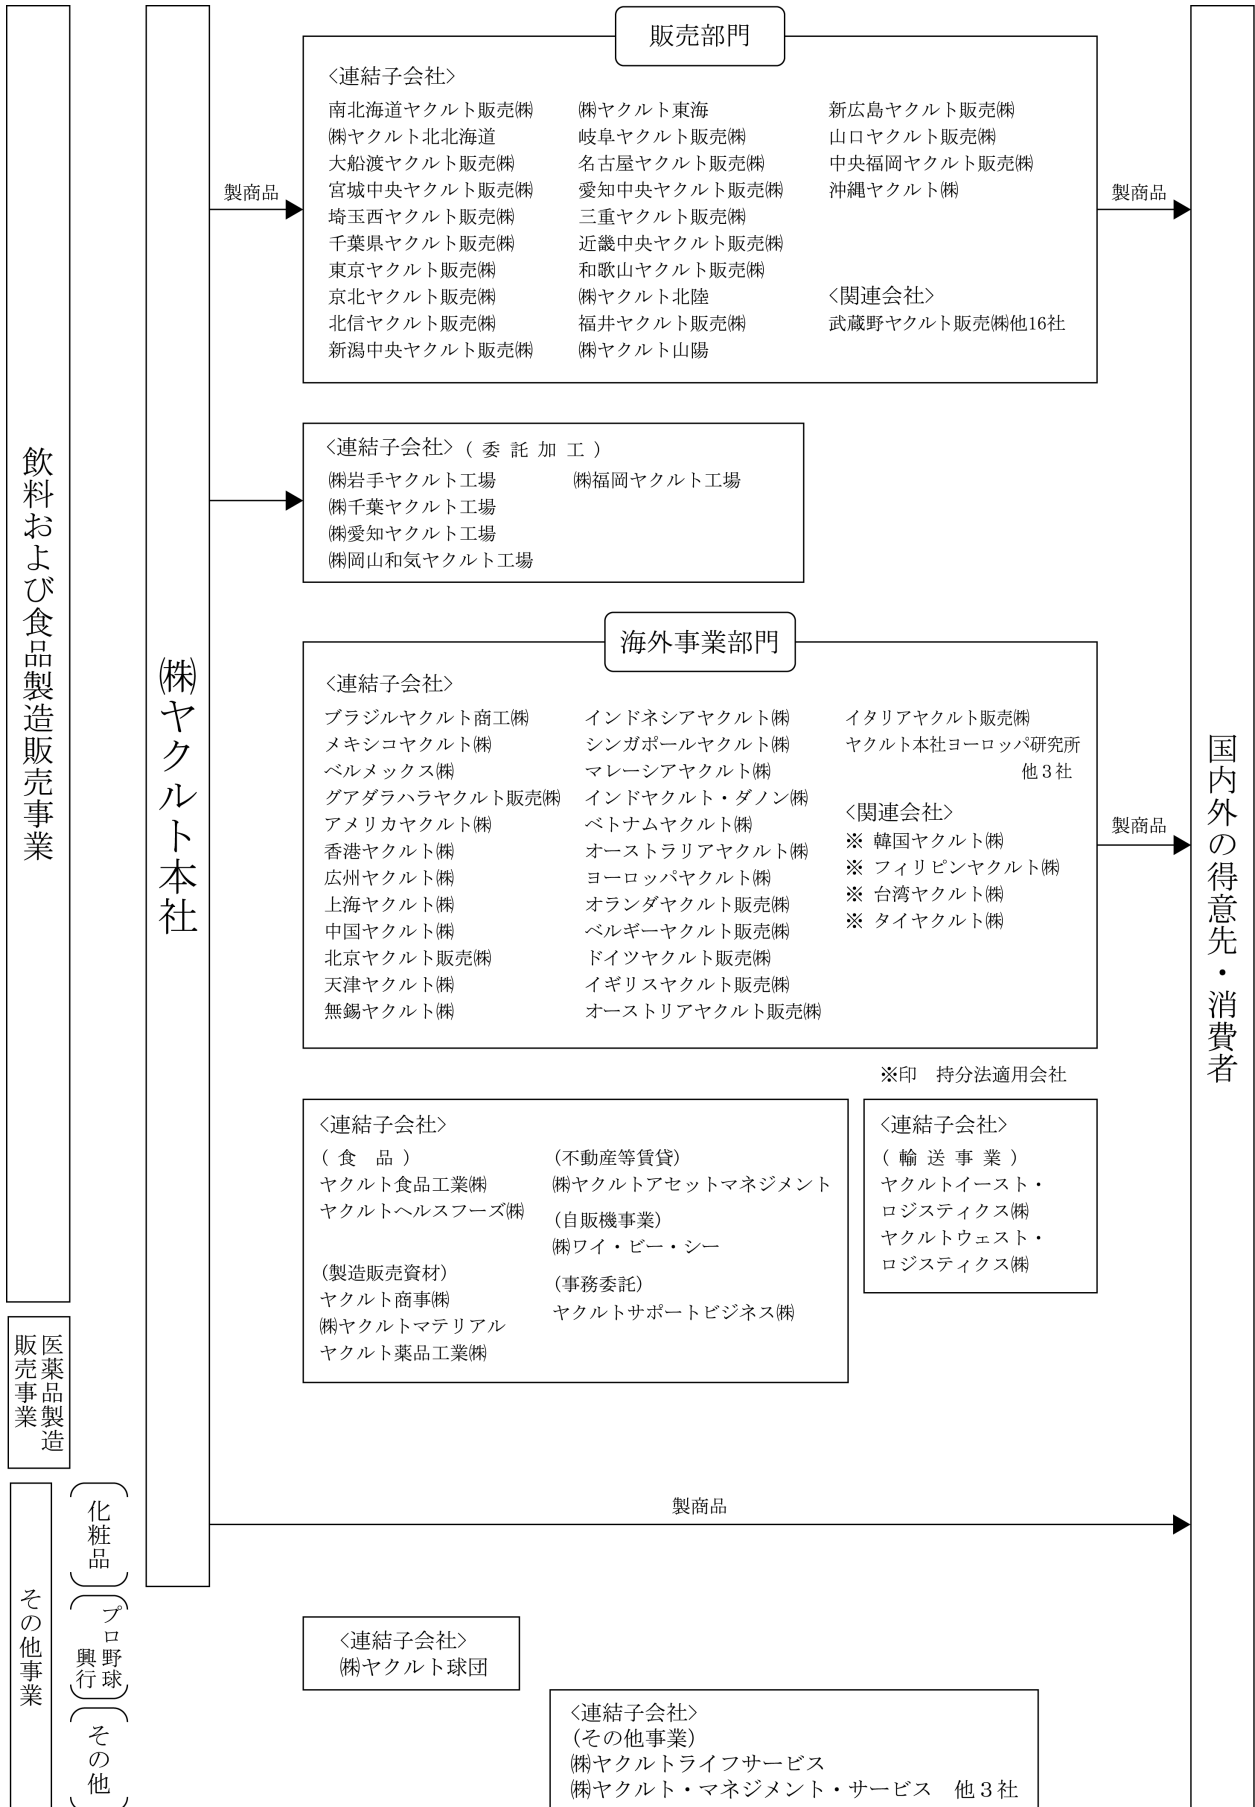 飲料および食品製造販売事業
医薬品製造
販売事業
その他事業
化粧品
プロ野球
興行
その他
㈱ヤクルト本社
製商品
販売部門
<連結子会社>
南北海道ヤクルト販売㈱
㈱ヤクルト北北海道
大船渡ヤクルト販売㈱
宮城中央ヤクルト販売㈱
埼玉西ヤクルト販売㈱
千葉県ヤクルト販売㈱
東京ヤクルト販売㈱
京北ヤクルト販売㈱
北信ヤクルト販売㈱
新潟中央ヤクルト販売㈱
㈱ヤクルト東海
岐阜ヤクルト販売㈱
名古屋ヤクルト販売㈱
愛知中央ヤクルト販売㈱
三重ヤクルト販売㈱
近畿中央ヤクルト販売㈱
和歌山ヤクルト販売㈱
㈱ヤクルト北陸
福井ヤクルト販売㈱
㈱ヤクルト山陽
新広島ヤクルト販売㈱
山口ヤクルト販売㈱
中央福岡ヤクルト販売㈱
沖縄ヤクルト㈱
<関連会社>
武蔵野ヤクルト販売㈱他16社
製商品
<連結子会社>(委託加工)
㈱岩手ヤクルト工場
㈱千葉ヤクルト工場
㈱愛知ヤクルト工場
㈱岡山和気ヤクルト工場
㈱福岡ヤクルト工場
海外事業部門
<連結子会社>
ブラジルヤクルト商工㈱
メキシコヤクルト㈱
ベルメックス㈱
グアダラハラヤクルト販売㈱
アメリカヤクルト㈱
香港ヤクルト㈱
広州ヤクルト㈱
上海ヤクルト㈱
中国ヤクルト㈱
北京ヤクルト販売㈱
天津ヤクルト㈱
無錫ヤクルト㈱
インドネシアヤクルト㈱
シンガポールヤクルト㈱
マレーシアヤクルト㈱
インドヤクルト・ダノン㈱
ベトナムヤクルト㈱
オーストラリアヤクルト㈱
ヨーロッパヤクルト㈱
オランダヤクルト販売㈱
ベルギーヤクルト販売㈱
ドイツヤクルト販売㈱
イギリスヤクルト販売㈱
オーストリアヤクルト販売㈱
イタリアヤクルト販売㈱
ヤクルト本社ヨーロッパ研究所
他３社
<関連会社>
※ 韓国ヤクルト㈱
※ フィリピンヤクルト㈱
※ 台湾ヤクルト㈱
※ タイヤクルト㈱
製商品
※印　持分法適用会社
<連結子会社>
(食　品)
ヤクルト食品工業㈱
ヤクルトヘルスフーズ㈱
(製造販売資材)
ヤクルト商事㈱
㈱ヤクルトマテリアル
ヤクルト薬品工業㈱
(不動産等賃貸)
㈱ヤクルトアセットマネジメント
(自販機事業)
㈱ワイ・ビー・シー
(事務委託)
ヤクルトサポートビジネス㈱
<連結子会社>
(輸送事業)
ヤクルトイースト・
ロジスティクス㈱
ヤクルトウェスト・
ロジスティクス㈱
製商品
<連結子会社>
㈱ヤクルト球団
<連結子会社>
(その他事業)
㈱ヤクルトライフサービス
㈱ヤクルト・マネジメント・サービス　他３社
国内外の得意先・消費者